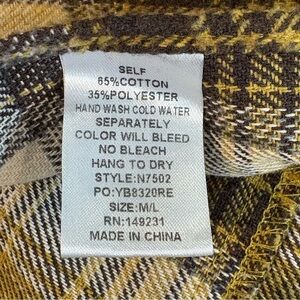 SELF
65%COTTON
35%POLYESTER
HAND WASH COLD WATER
SEPARATELY
COLOR WILL BLEED
NO BLEACH
HANG TO DRY
STYLE:N7502
PO:YB8320RE
SIZE:M/L
RN:149231
MADE IN CHINA